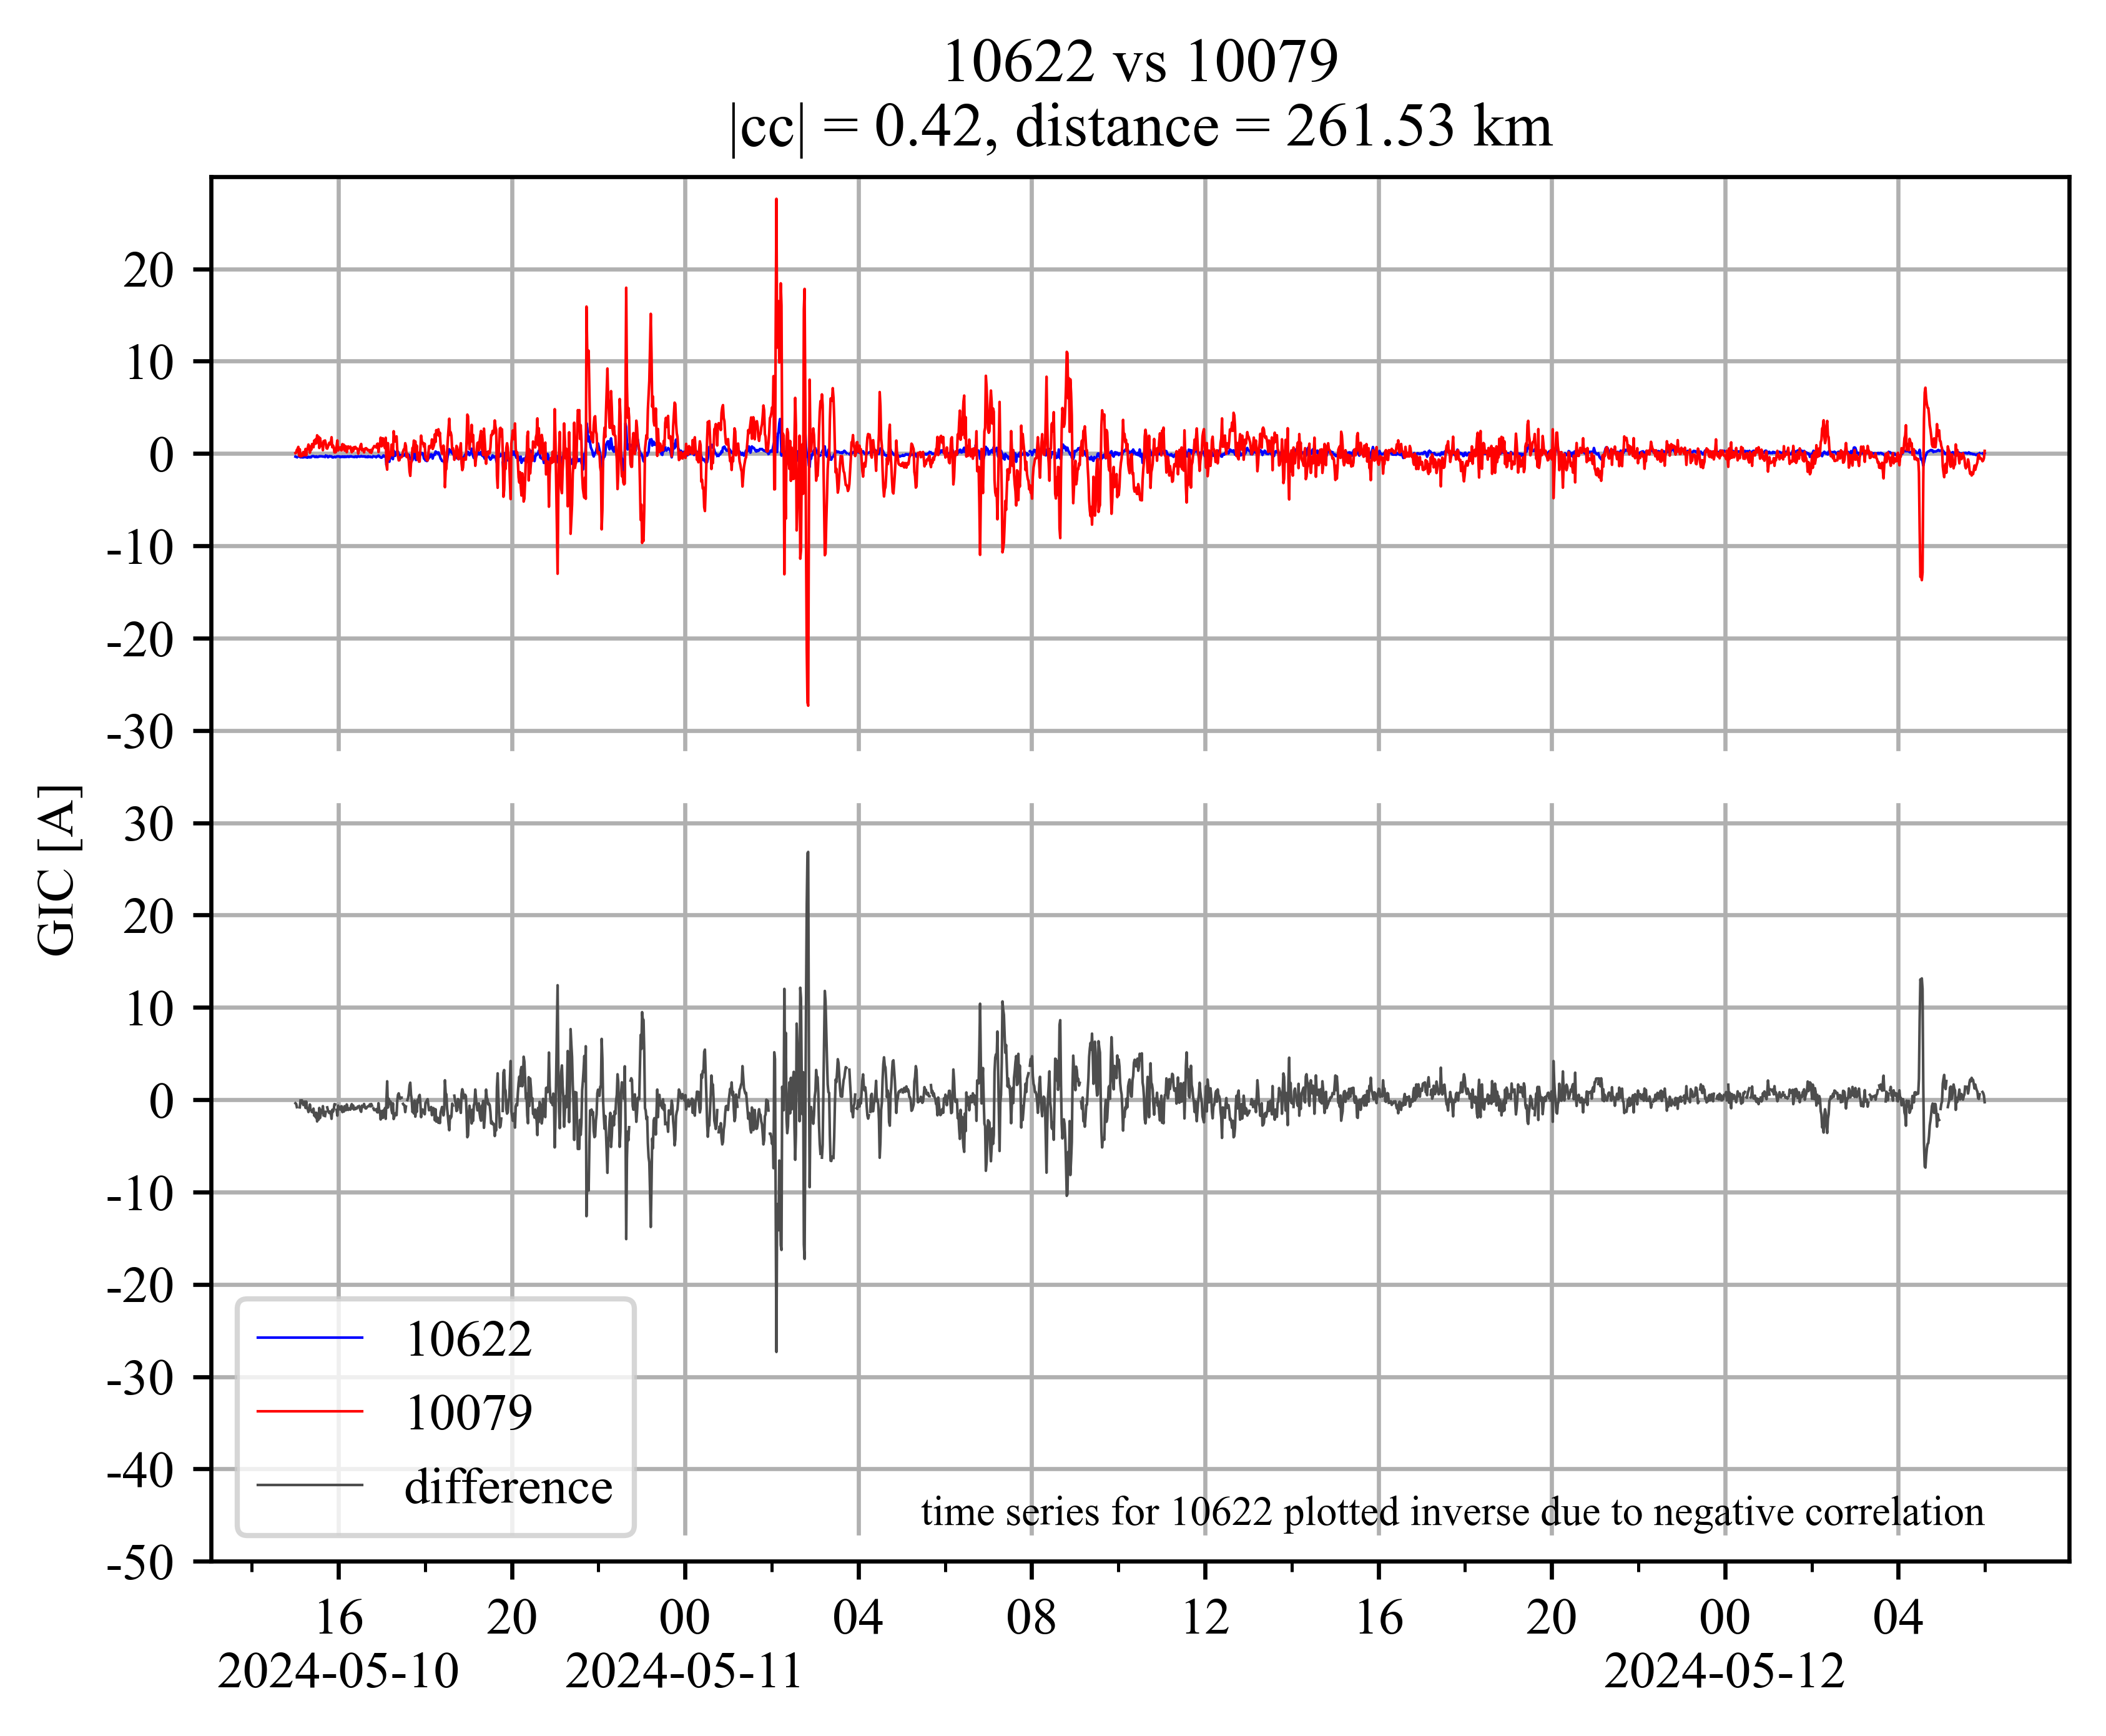 10622 vs 10079
|cc| = 0.42, distance = 261.53 km
20
10
0
-10
-20
-30
30
20
10
0
-10
-20
-30
-40
-50
GIC [A]
10622
10079
difference
time series for 10622 plotted inverse due to negative correlation
16 20 00 04 08 12 16 20 00 04
2024-05-10 2024-05-11 2024-05-12